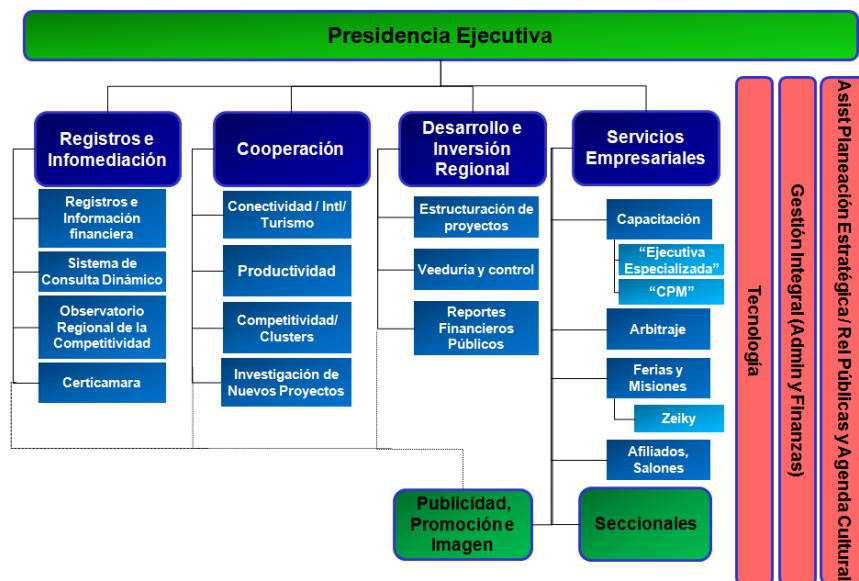 Presidencia Ejecutiva
Registros e
Infomediación
Registros e
Información
financiera
Sistema de
Consulta Dinámico
Observatorio
Regional de la
Competitividad
Certicamara
Cooperación
Conectividad / Intl/
Turismo
Productividad
Competitividad/
Clusters
Investigación de
Nuevos Proyectos
Desarrollo e
Inversión
Regional
Estructuración de
proyectos
Veeduría y control
Reportes
Financieros
Públicos
Servicios
Empresariales
Capacitación
“Ejecutiva
Especializada”
“CPM”
Arbitraje
Ferias y
Misiones
Zeiky
Afiliados,
Salones
Publicidad,
Promoción e
Imagen
Seccionales
Tecnología
Gestión Integral (Admin y Finanzas)
Asist Planeación Estratégica / Rel Públicas y Agenda Cultural